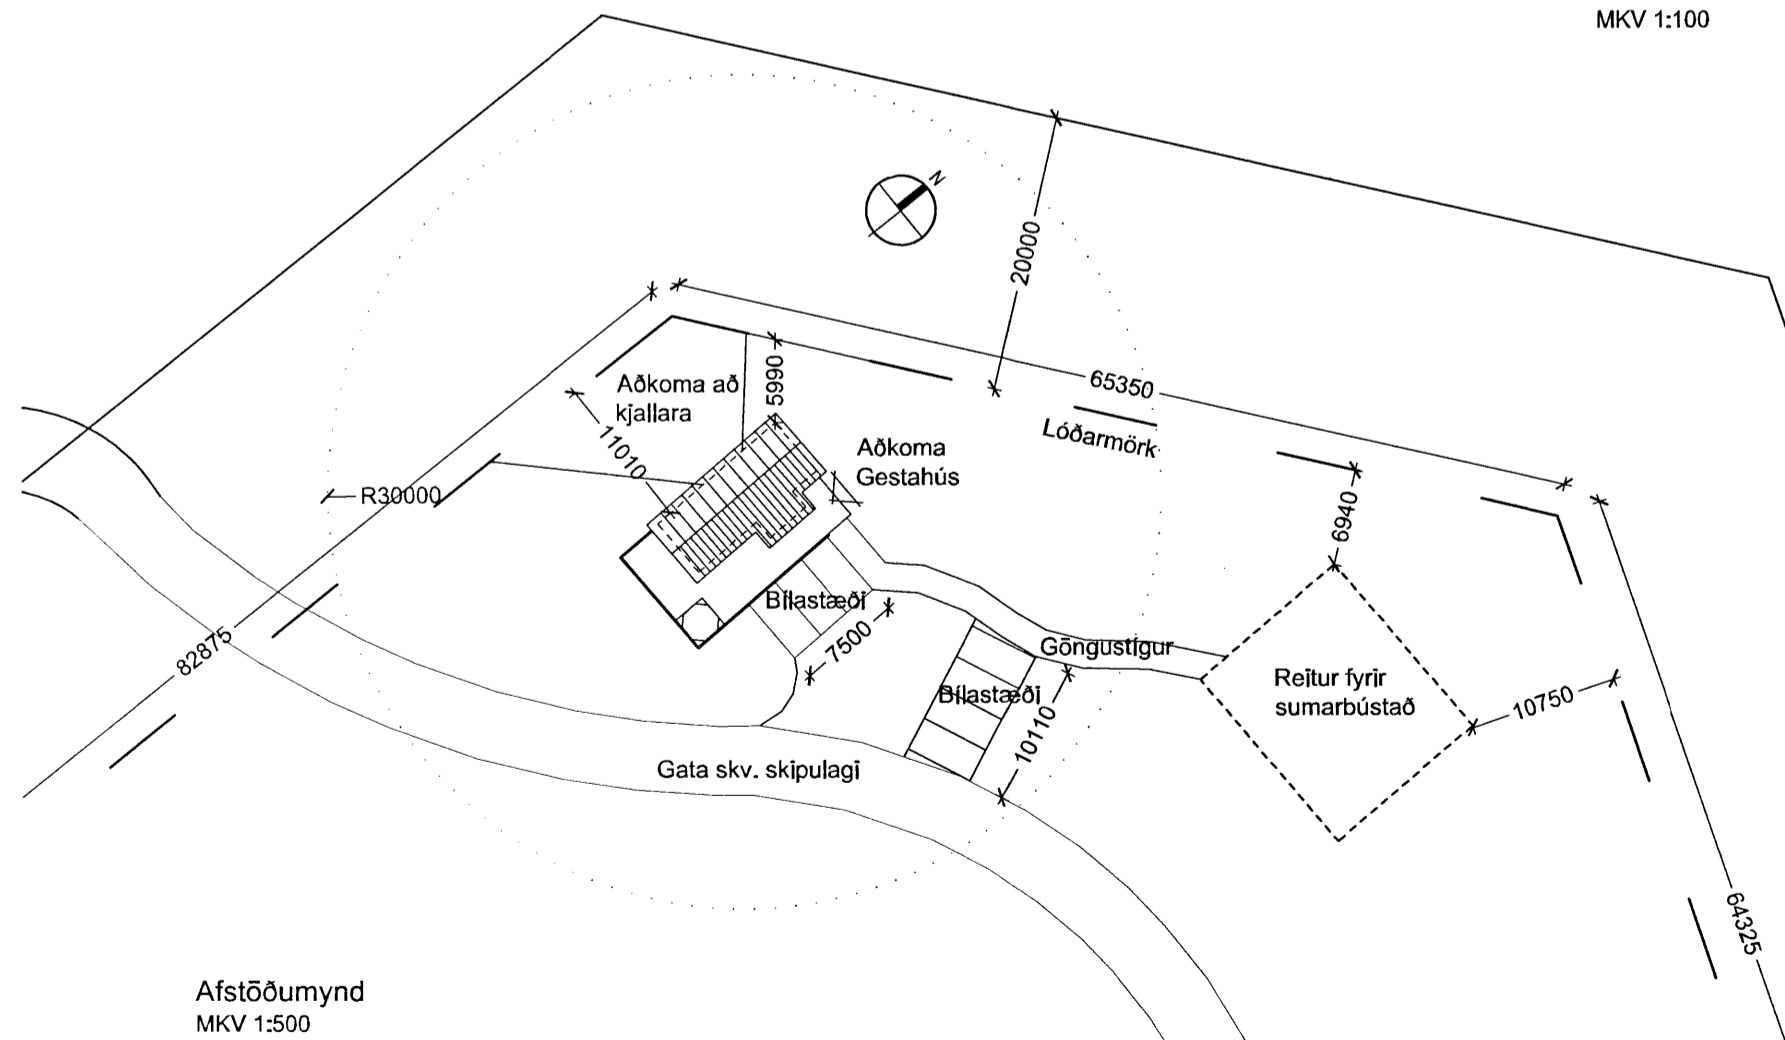 MKV 1:100
N
20000
65350
Lóðarmörk
5990
Aðkoma að
kjallara
11010
Aðkoma
Gestahús
R30000
6940
82875
Bílastæði
7500
Göngustígur
Bílastæði
10110
Reitur fyrir
sumarbústað
10750
Gata skv. skipulagi
64325
Afstöðumynd
MKV 1:500